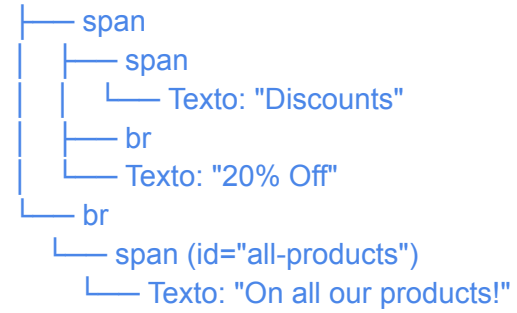 ├── span
│   ├── span
│   │   └── Texto: "Discounts"
│   ├── br
│   └── Texto: "20% Off"
└── br
    └── span (id="all-products")
        └── Texto: "On all our products!"